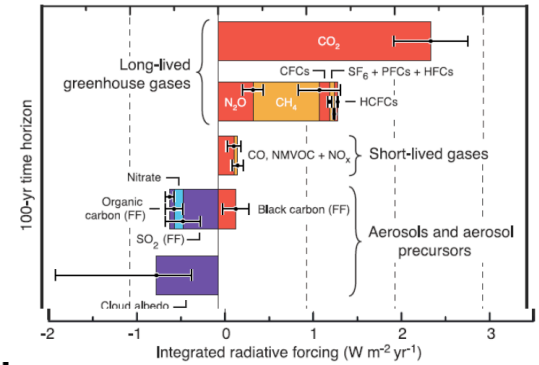 100-yr time horizon
Long-lived
greenhouse gases
CO2
CFCs
SF6 + PFCs + HFCs
N2O
CH4
HCFCs
CO, NMVOC + NOx
Short-lived gases
Nitrate
Organic
carbon (FF)
SO2 (FF)
Black carbon (FF)
Aerosols and aerosol
precursors
Cloud albedo
-2 -1 0 1 2 3
Integrated radiative forcing (W m-2 yr-1)